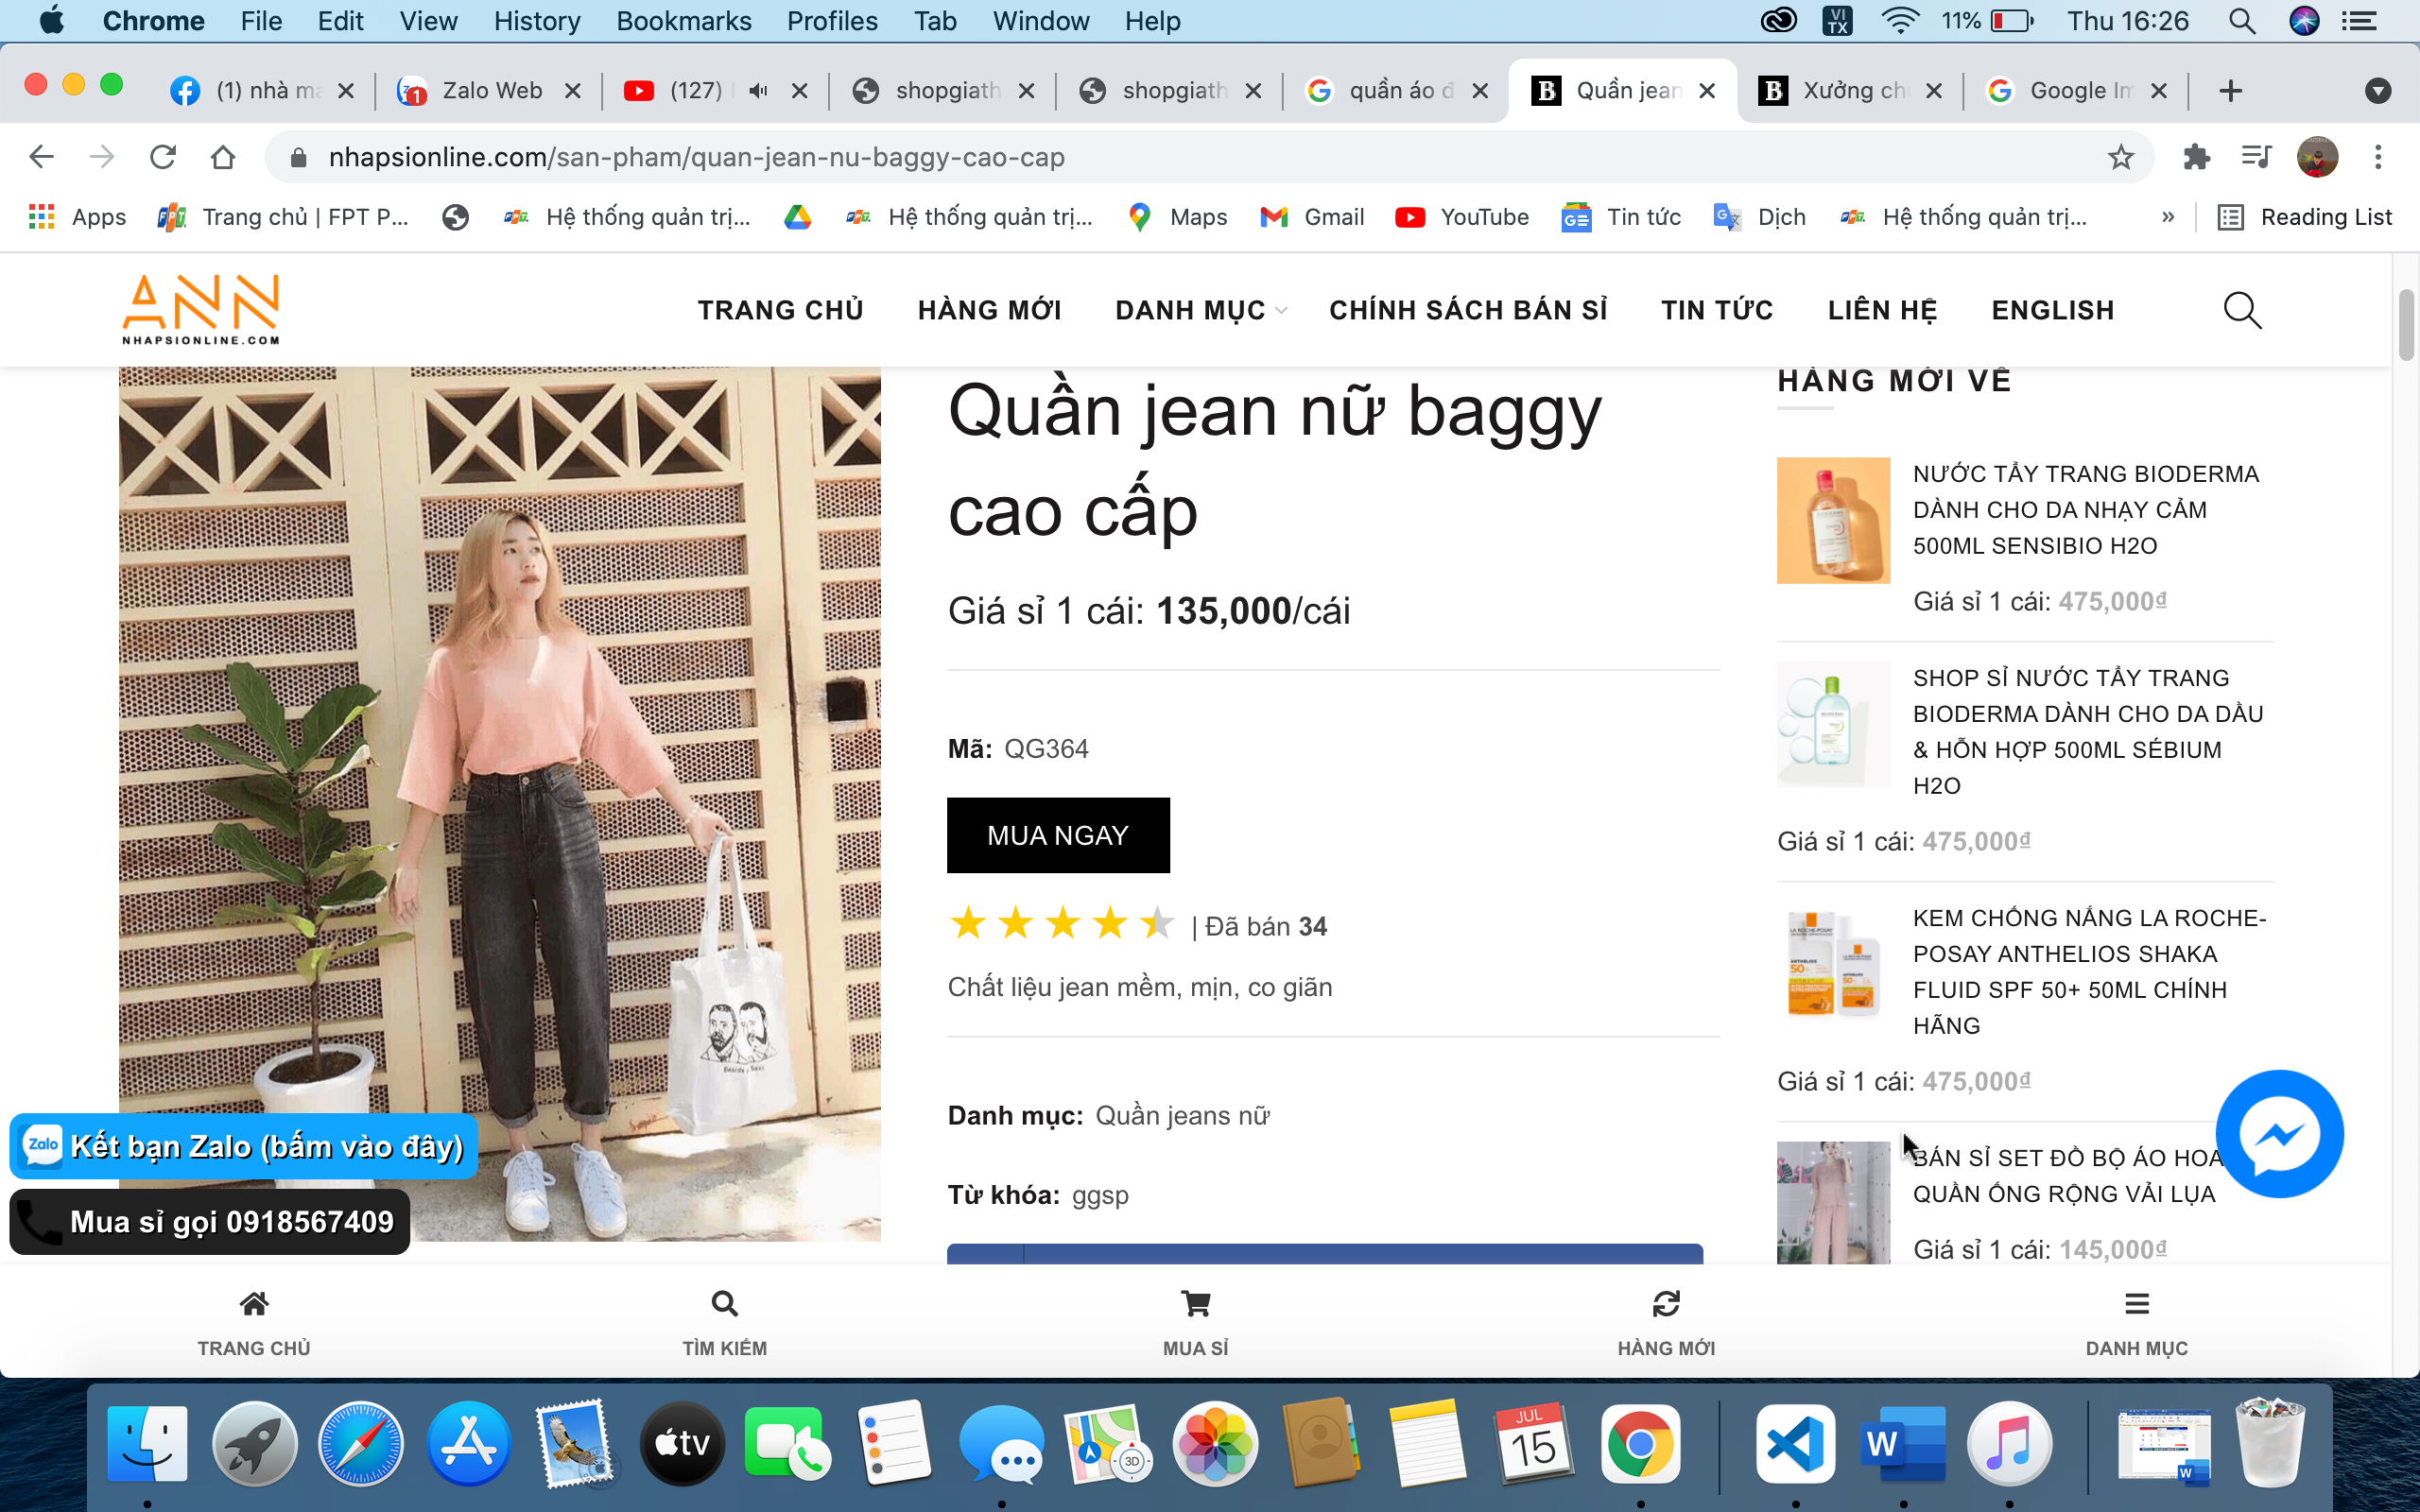 Chrome File Edit View History Bookmarks Profiles Tab Window Help
VI TX 11% Thu 16:26
(1) nhà ma
Zalo Web
(127)
shopgiath
shopgiath
quần áo đ
Quần jean
Xưởng ch
Google Im
nhapsionline.com/san-pham/quan-jean-nu-baggy-cao-cap
Apps
Trang chủ | FPT P...
Hệ thống quản trị...
Hệ thống quản trị...
Maps
Gmail
YouTube
Tin tức
Dịch
Hệ thống quản trị...
»
Reading List
ANN
NHAPSIONLINE.COM
TRANG CHỦ HÀNG MỚI DANH MỤC CHÍNH SÁCH BÁN SỈ TIN TỨC LIÊN HỆ ENGLISH
Quần jean nữ baggy
cao cấp
Giá sỉ 1 cái: 135,000/cái
Mã: QG364
MUA NGAY
| Đã bán 34
Chất liệu jean mềm, mịn, co giãn
Danh mục: Quần jeans nữ
Từ khóa: ggsp
HÀNG MỚI VỀ
NƯỚC TẨY TRANG BIODERMA
DÀNH CHO DA NHẠY CẢM
500ML SENSIBIO H2O
Giá sỉ 1 cái: 475,000₫
SHOP SỈ NƯỚC TẨY TRANG
BIODERMA DÀNH CHO DA DẦU
& HỖN HỢP 500ML SÉBIUM
H2O
Giá sỉ 1 cái: 475,000₫
KEM CHỐNG NẮNG LA ROCHE-
POSAY ANTHELIOS SHAKA
FLUID SPF 50+ 50ML CHÍNH
HÃNG
Giá sỉ 1 cái: 475,000₫
BÁN SỈ SET ĐỒ BỘ ÁO HOA
QUẦN ỐNG RỘNG VẢI LỤA
Giá sỉ 1 cái: 145,000₫
Zalo Kết bạn Zalo (bấm vào đây)
Mua sỉ gọi 0918567409
TRANG CHỦ
TÌM KIẾM
MUA SỈ
HÀNG MỚI
DANH MỤC
tv
3D
JUL
15
W
W